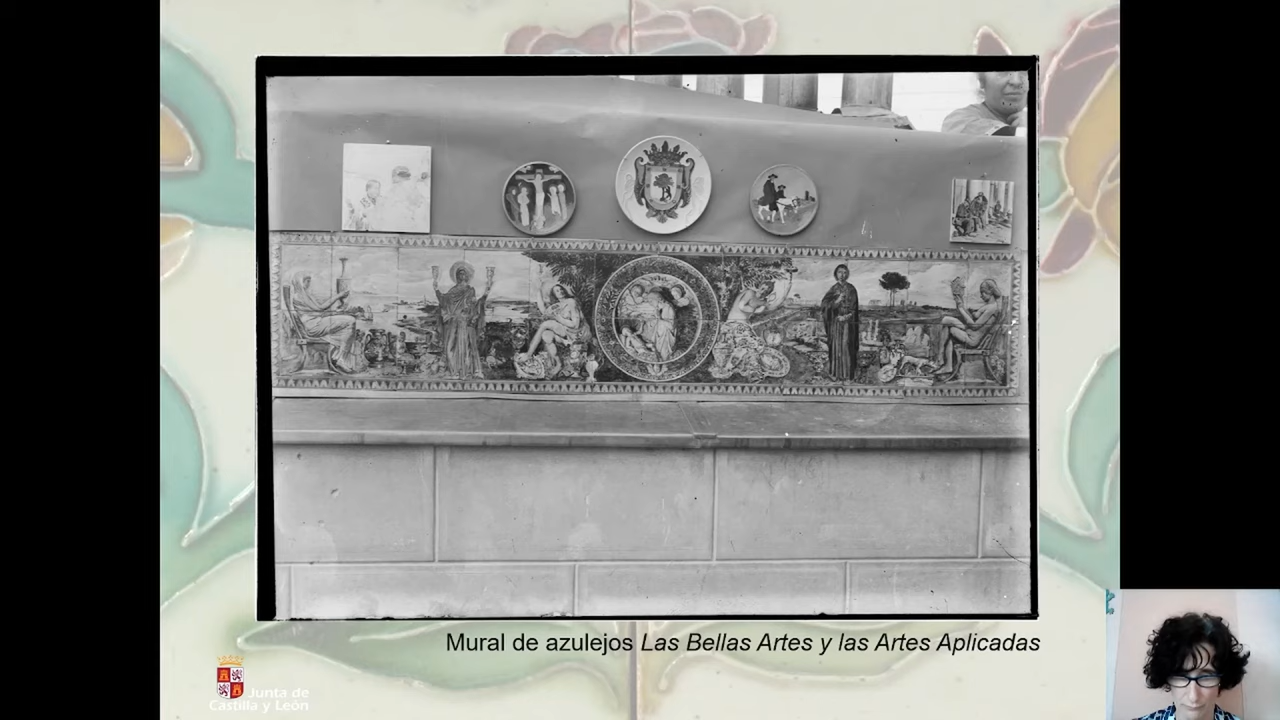 Mural de azulejos Las Bellas Artes y las Artes Aplicadas
Junta de
Castilla y León